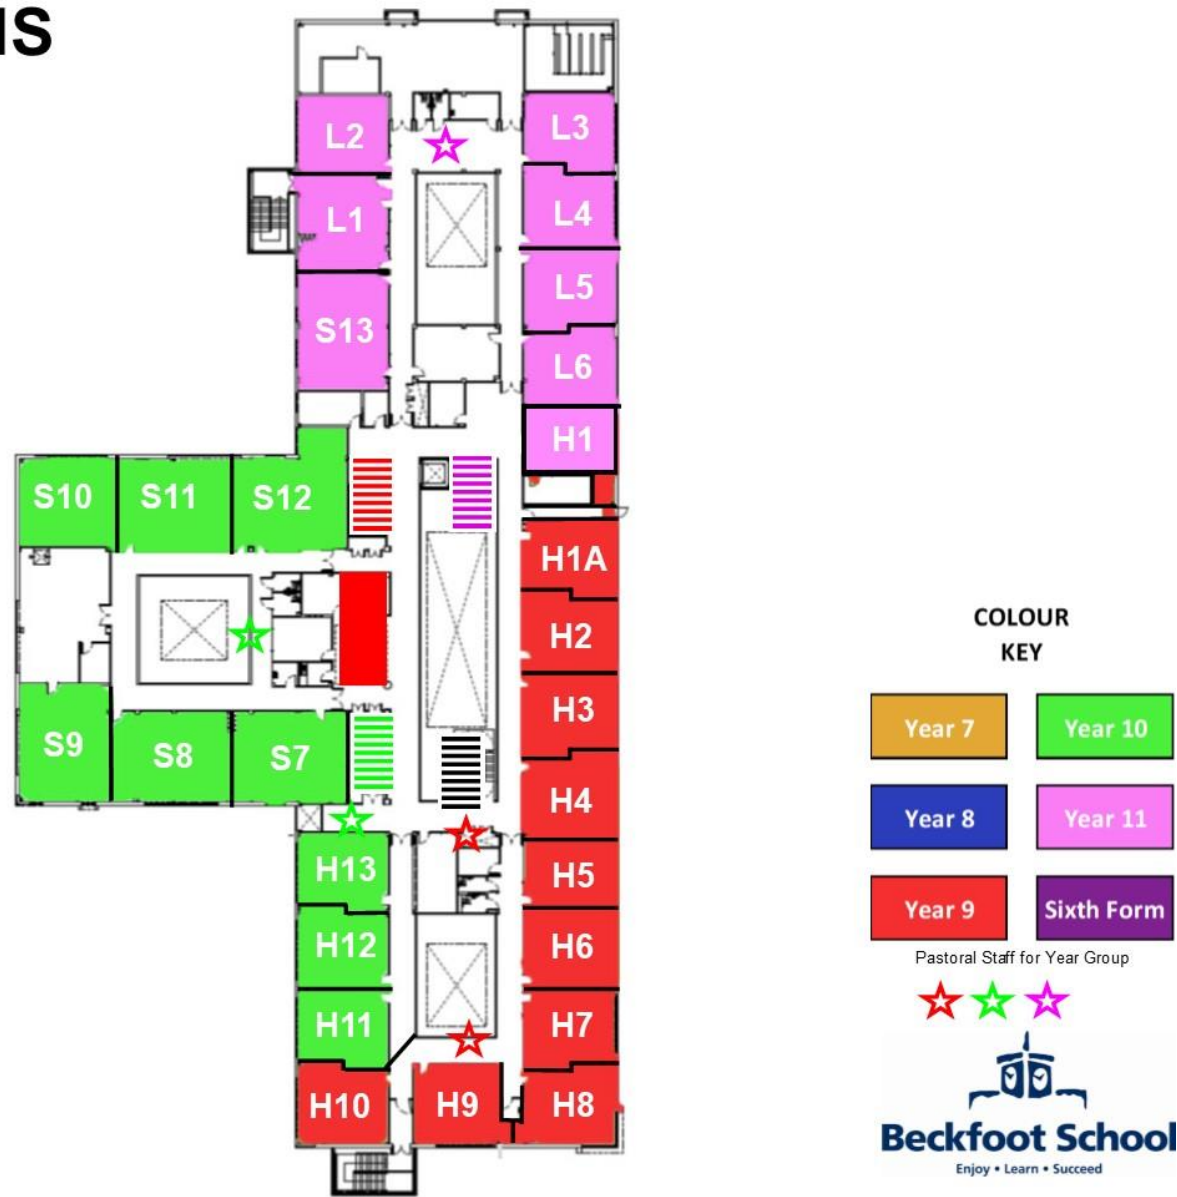 L2
L3
L1
L4
L5
S13
L6
H1
S10
S11
S12
H1A
H2
H3
S9
S8
S7
H4
H13
H5
H12
H6
H11
H7
H10
H9
H8
COLOUR
KEY
Year 7
Year 10
Year 8
Year 11
Year 9
Sixth Form
Pastoral Staff for Year Group
Beckfoot School
Enjoy • Learn • Succeed